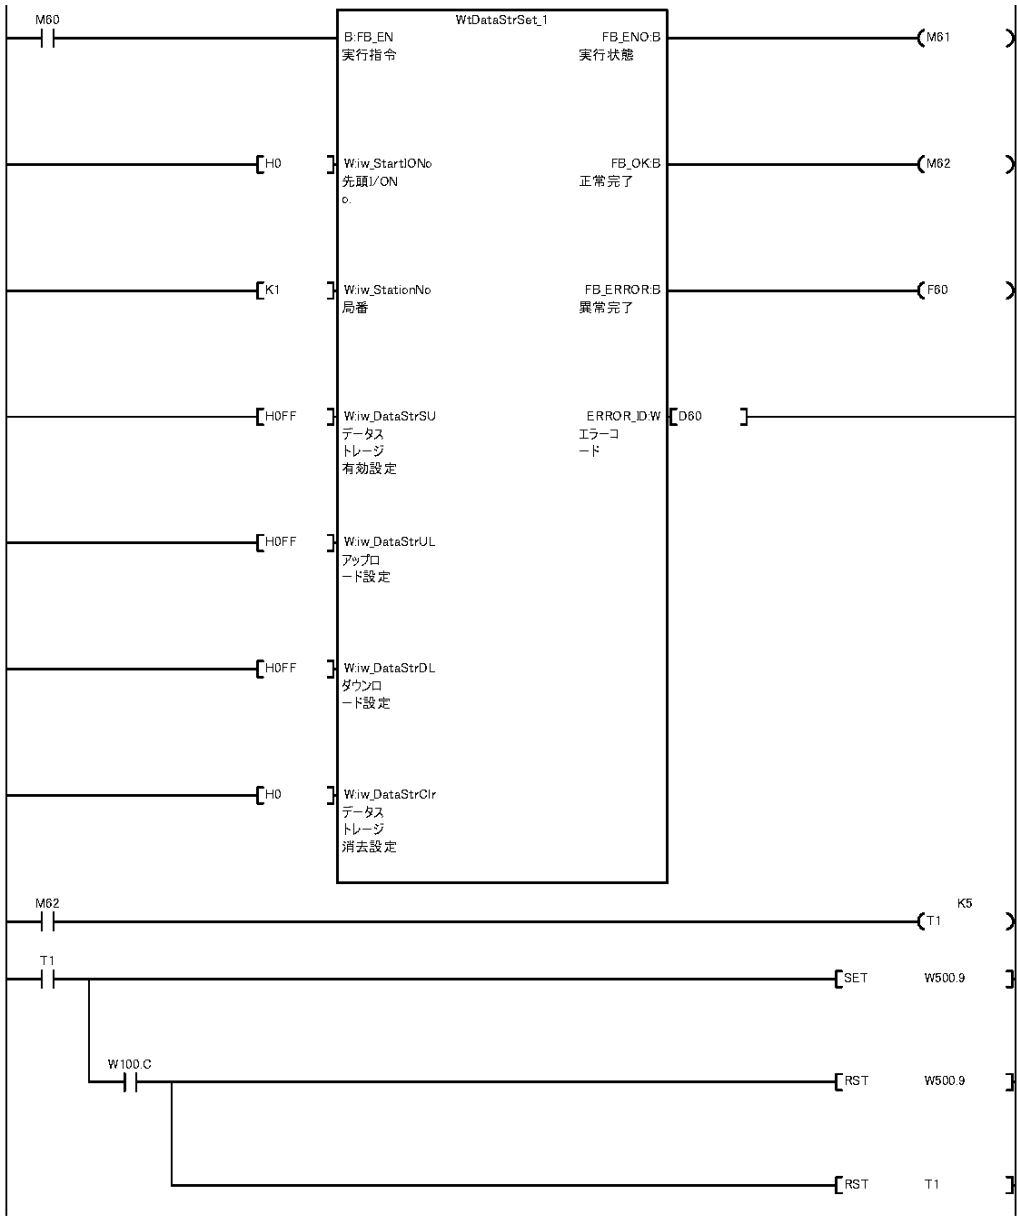 M60
WtDataStrSet_1
B:FB_EN
FB_ENO:B
M61
実行指令
実行状態
H0
W:iw_StartIONo
FB_OK:B
M62
先頭I/ON
正常完了
o.
K1
W:iw_StationNo
FB_ERROR:B
F60
局番
異常完了
H0FF
W:iw_DataStrSU
ERROR_ID:W
D60
データス
エラーコ
トレージ
ード
有効設定
H0FF
W:iw_DataStrUL
アップロ
ード設定
H0FF
W:iw_DataStrDL
ダウンロ
ード設定
H0
W:iw_DataStrClr
データス
トレージ
消去設定
M62
K5
T1
T1
SET W500.9
W100.C
RST W500.9
RST T1